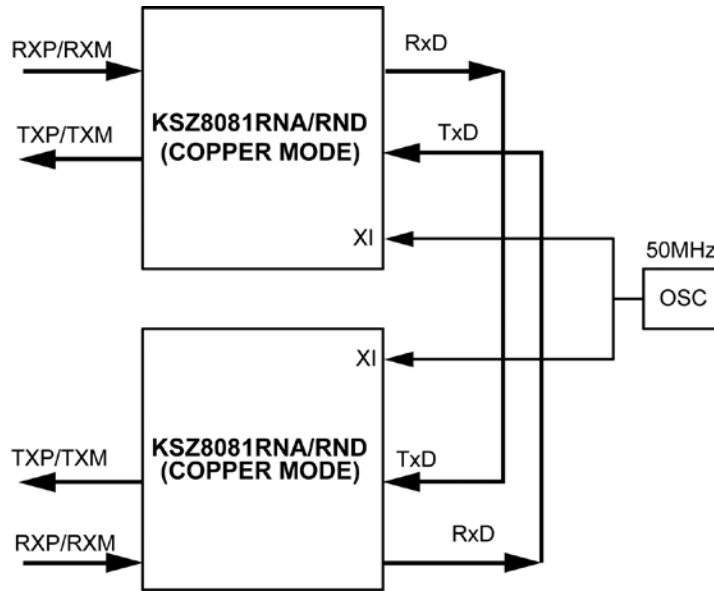 RXP/RXM
RxD
KSZ8081RNA/RND
(COPPER MODE)
TXP/TXM
TxD
XI
50MHz
OSC
XI
KSZ8081RNA/RND
(COPPER MODE)
TXP/TXM
TxD
RXP/RXM
RxD